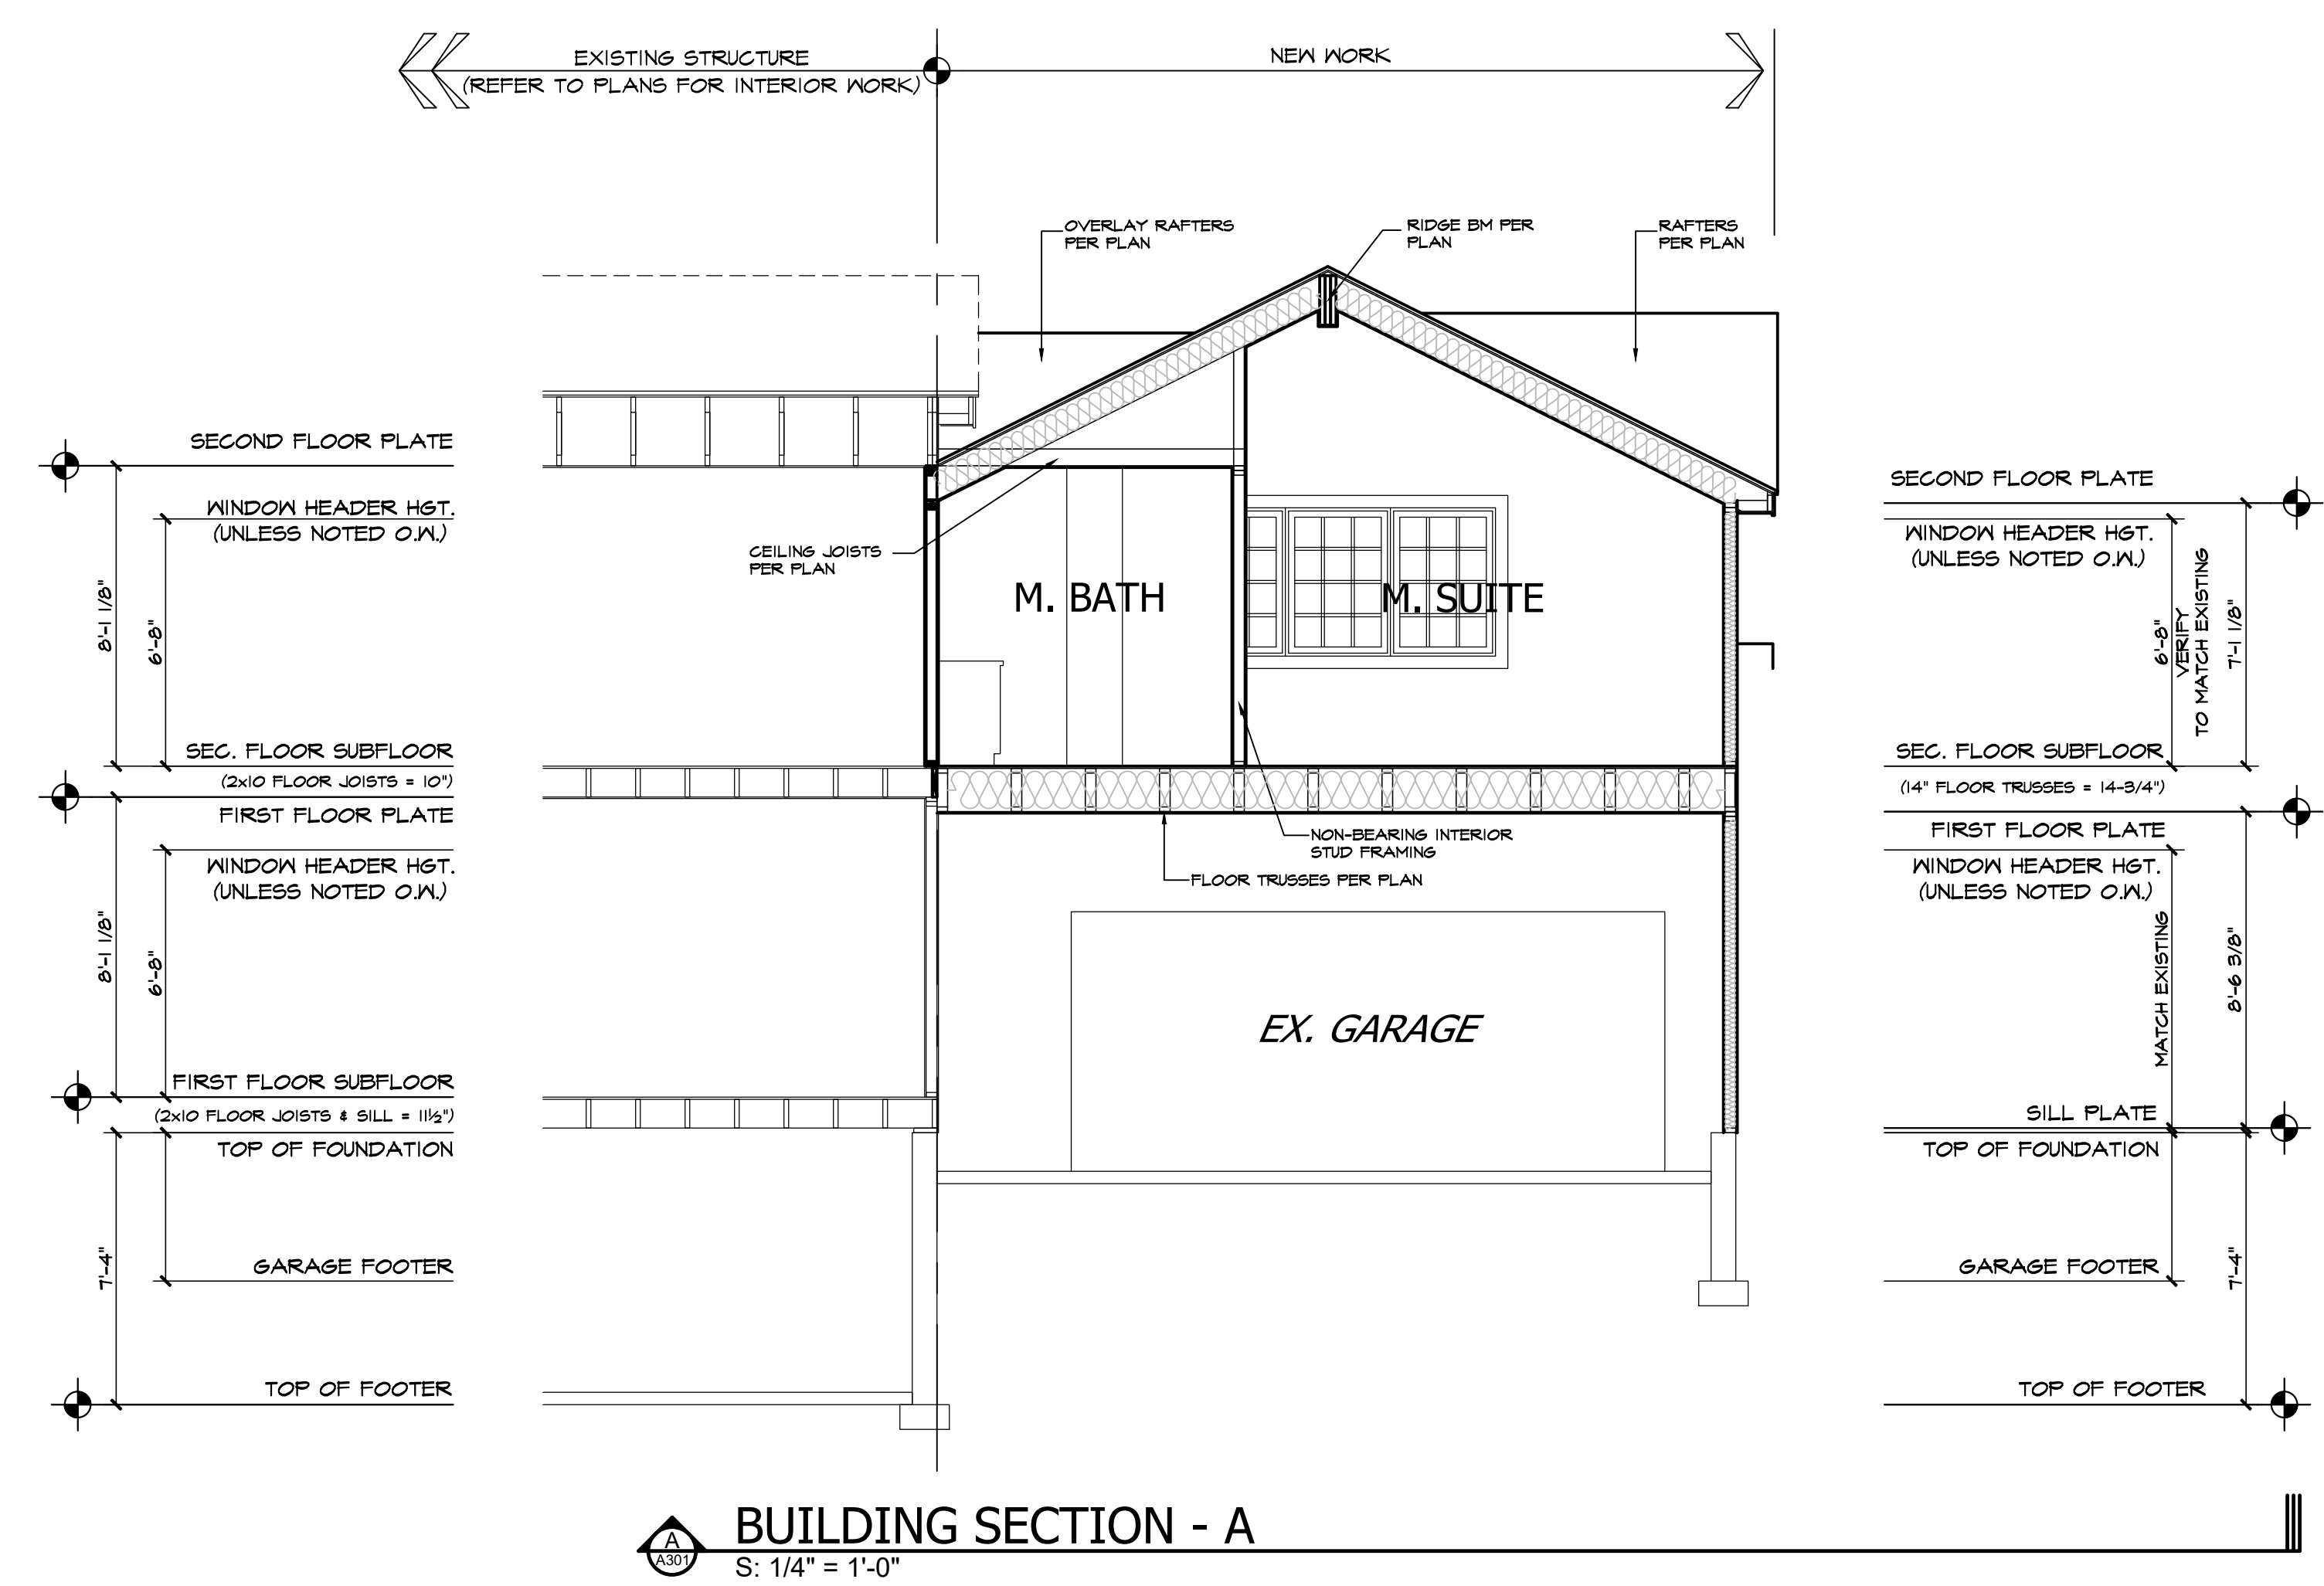 EXISTING STRUCTURE
(REFER TO PLANS FOR INTERIOR WORK)
NEW WORK
OVERLAY RAFTERS
PER PLAN
RIDGE BM PER
PLAN
RAFTERS
PER PLAN
SECOND FLOOR PLATE
WINDOW HEADER HGT.
(UNLESS NOTED O.W.)
8'-1 1/8"
6'-8"
SEC. FLOOR SUBFLOOR
(2x10 FLOOR JOISTS = 10")
FIRST FLOOR PLATE
WINDOW HEADER HGT.
(UNLESS NOTED O.W.)
8'-1 1/8"
6'-8"
FIRST FLOOR SUBFLOOR
(2x10 FLOOR JOISTS & SILL = 11½")
TOP OF FOUNDATION
GARAGE FOOTER
7'-4"
TOP OF FOOTER
CEILING JOISTS
PER PLAN
M. BATH
M. SUITE
NON-BEARING INTERIOR
STUD FRAMING
FLOOR TRUSSES PER PLAN
EX. GARAGE
SECOND FLOOR PLATE
WINDOW HEADER HGT.
(UNLESS NOTED O.W.)
6'-8"
VERIFY
TO MATCH EXISTING
7'-1 1/8"
SEC. FLOOR SUBFLOOR
(14" FLOOR TRUSSES = 14-3/4")
FIRST FLOOR PLATE
WINDOW HEADER HGT.
(UNLESS NOTED O.W.)
MATCH EXISTING
8'-6 3/8"
SILL PLATE
TOP OF FOUNDATION
GARAGE FOOTER
7'-4"
TOP OF FOOTER
A
A301
BUILDING SECTION - A
S: 1/4" = 1'-0"